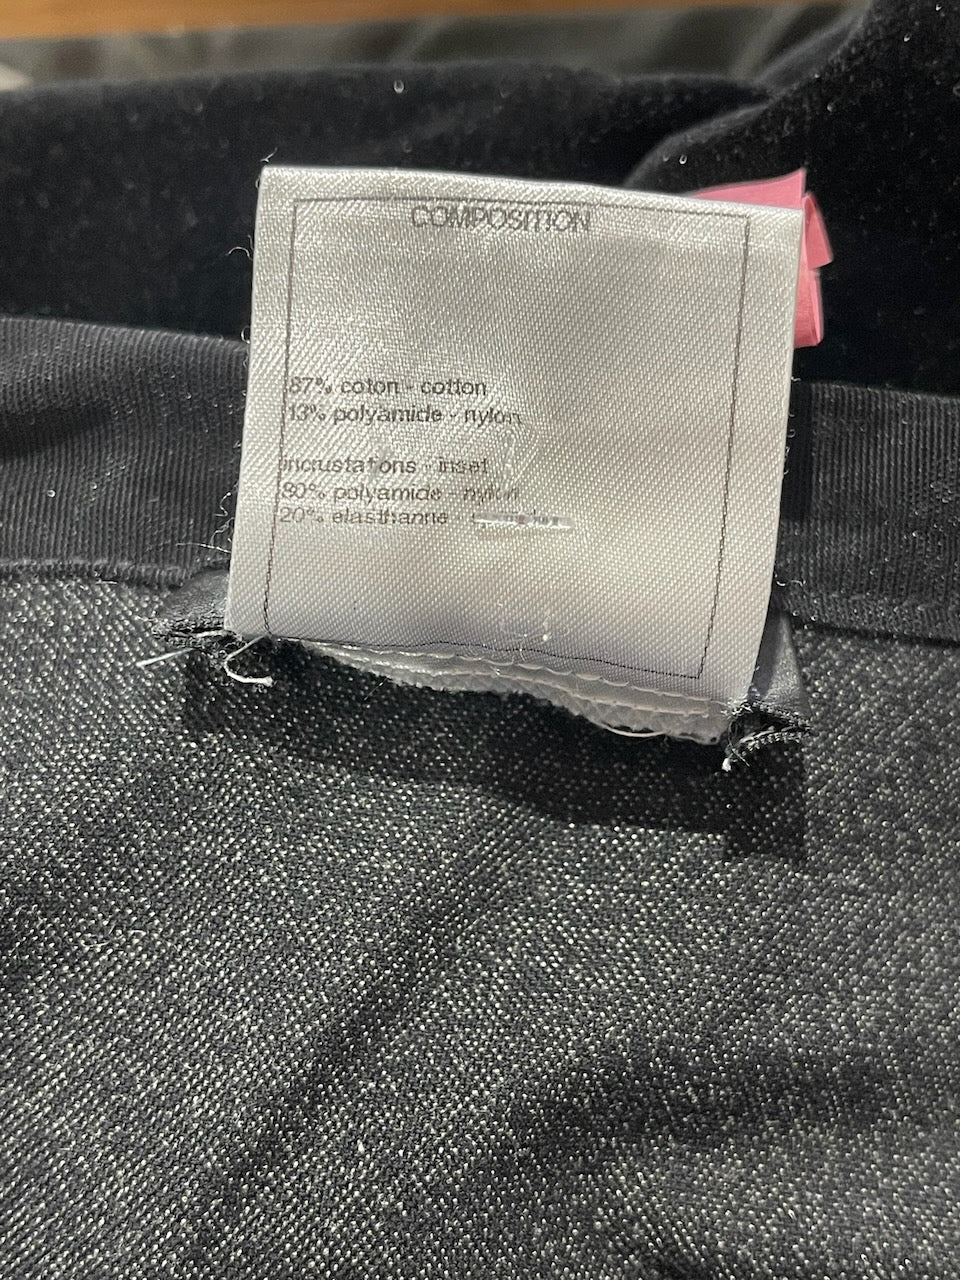 COMPOSITION
87% coton - cotton
13% polyamide - nylon
incrustations - inset
80% polyamide - nylon
20% elasthanne -